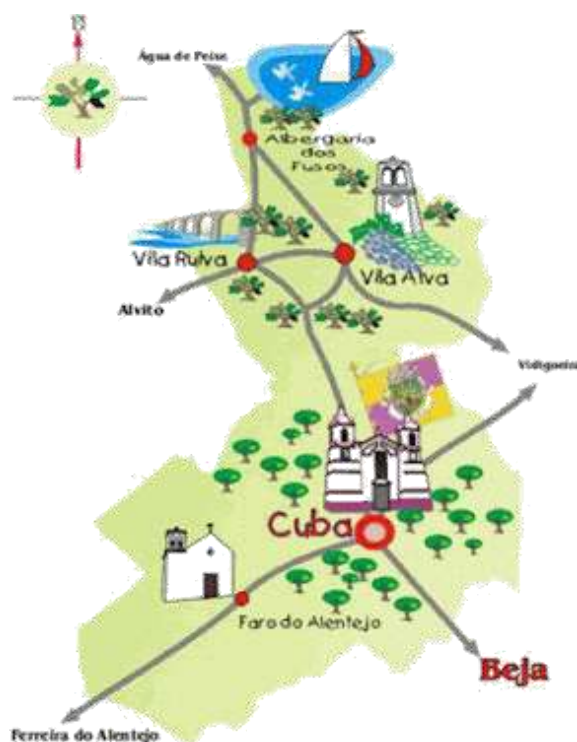 N
Água de Peixe
Albergaria
dos
Fusos
Vila Ruiva
Vila Alva
Alvito
Vidigueira
Cuba
Faro do Alentejo
Beja
Ferreira do Alentejo